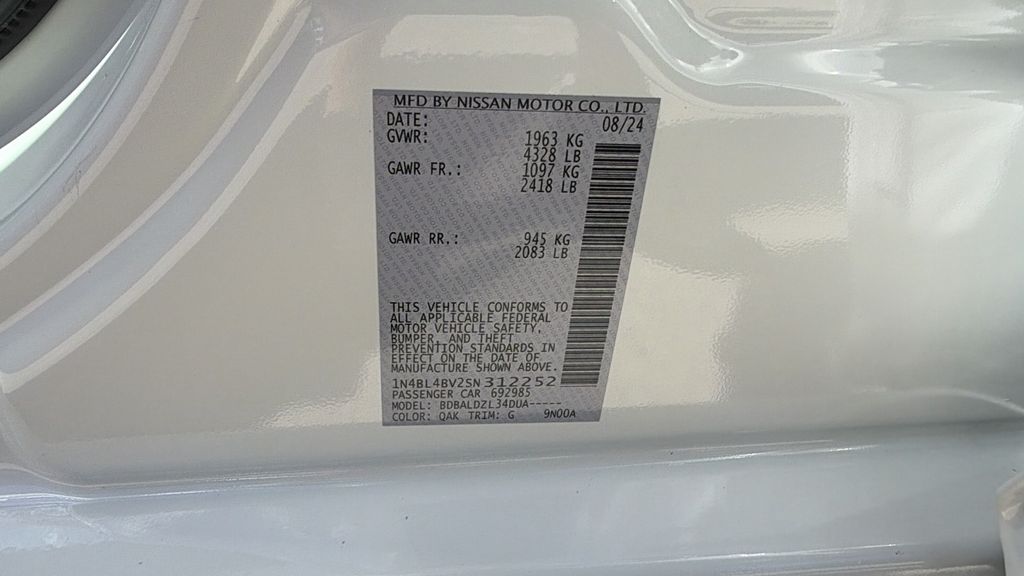 MFD BY NISSAN MOTOR CO., LTD.
DATE: 08/24
GVWR: 1963 KG
4328 LB
GAWR FR.: 1097 KG
2418 LB
GAWR RR.: 945 KG
2083 LB
THIS VEHICLE CONFORMS TO
ALL APPLICABLE FEDERAL
MOTOR VEHICLE SAFETY,
BUMPER, AND THEFT
PREVENTION STANDARDS IN
EFFECT ON THE DATE OF
MANUFACTURE SHOWN ABOVE.
1N4BL4BV2SN312252
PASSENGER CAR 692985
MODEL: BDBALDZL34DUA-----
COLOR: QAK TRIM: G 9N00A